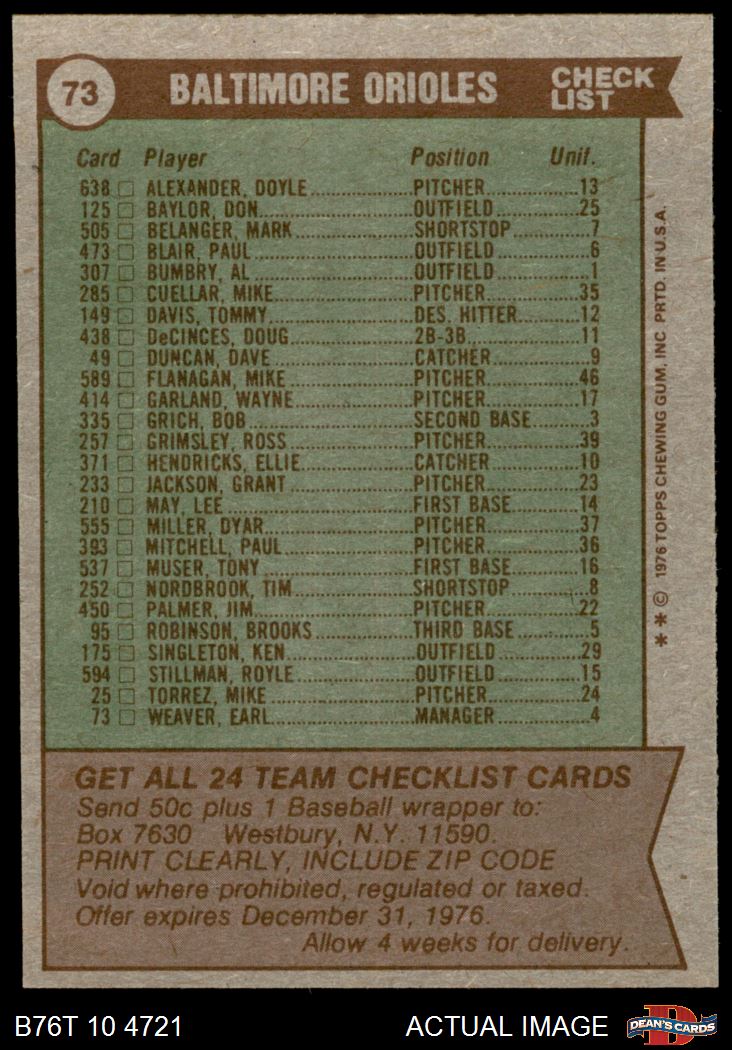 73 BALTIMORE ORIOLES CHECK LIST
Card Player Position Unif.
638 ALEXANDER, DOYLE PITCHER 13
125 BAYLOR, DON OUTFIELD 25
505 BELANGER, MARK SHORTSTOP 7
473 BLAIR, PAUL OUTFIELD 6
307 BUMBRY, AL OUTFIELD 1
285 CUELLAR, MIKE PITCHER 35
149 DAVIS, TOMMY DES. HITTER 12
438 DeCINCES, DOUG 2B-3B 11
49 DUNCAN, DAVE CATCHER 9
589 FLANAGAN, MIKE PITCHER 46
414 GARLAND, WAYNE PITCHER 17
335 GRICH, BOB SECOND BASE 3
257 GRIMSLEY, ROSS PITCHER 39
371 HENDRICKS, ELLIE CATCHER 10
233 JACKSON, GRANT PITCHER 23
210 MAY, LEE FIRST BASE 14
555 MILLER, DYAR PITCHER 37
393 MITCHELL, PAUL PITCHER 36
537 MUSER, TONY FIRST BASE 16
252 NORDBROOK, TIM SHORTSTOP 8
450 PALMER, JIM PITCHER 22
95 ROBINSON, BROOKS THIRD BASE 5
175 SINGLETON, KEN OUTFIELD 29
594 STILLMAN, ROYLE OUTFIELD 15
25 TORREZ, MIKE PITCHER 24
73 WEAVER, EARL MANAGER 4
* * © 1976 TOPPS CHEWING GUM, INC. PRTD. IN U.S.A.
GET ALL 24 TEAM CHECKLIST CARDS
Send 50c plus 1 Baseball wrapper to:
Box 7630 Westbury, N.Y. 11590.
PRINT CLEARLY, INCLUDE ZIP CODE
Void where prohibited, regulated or taxed.
Offer expires December 31, 1976.
Allow 4 weeks for delivery.
B76T 10 4721 ACTUAL IMAGE DEAN'S CARDS